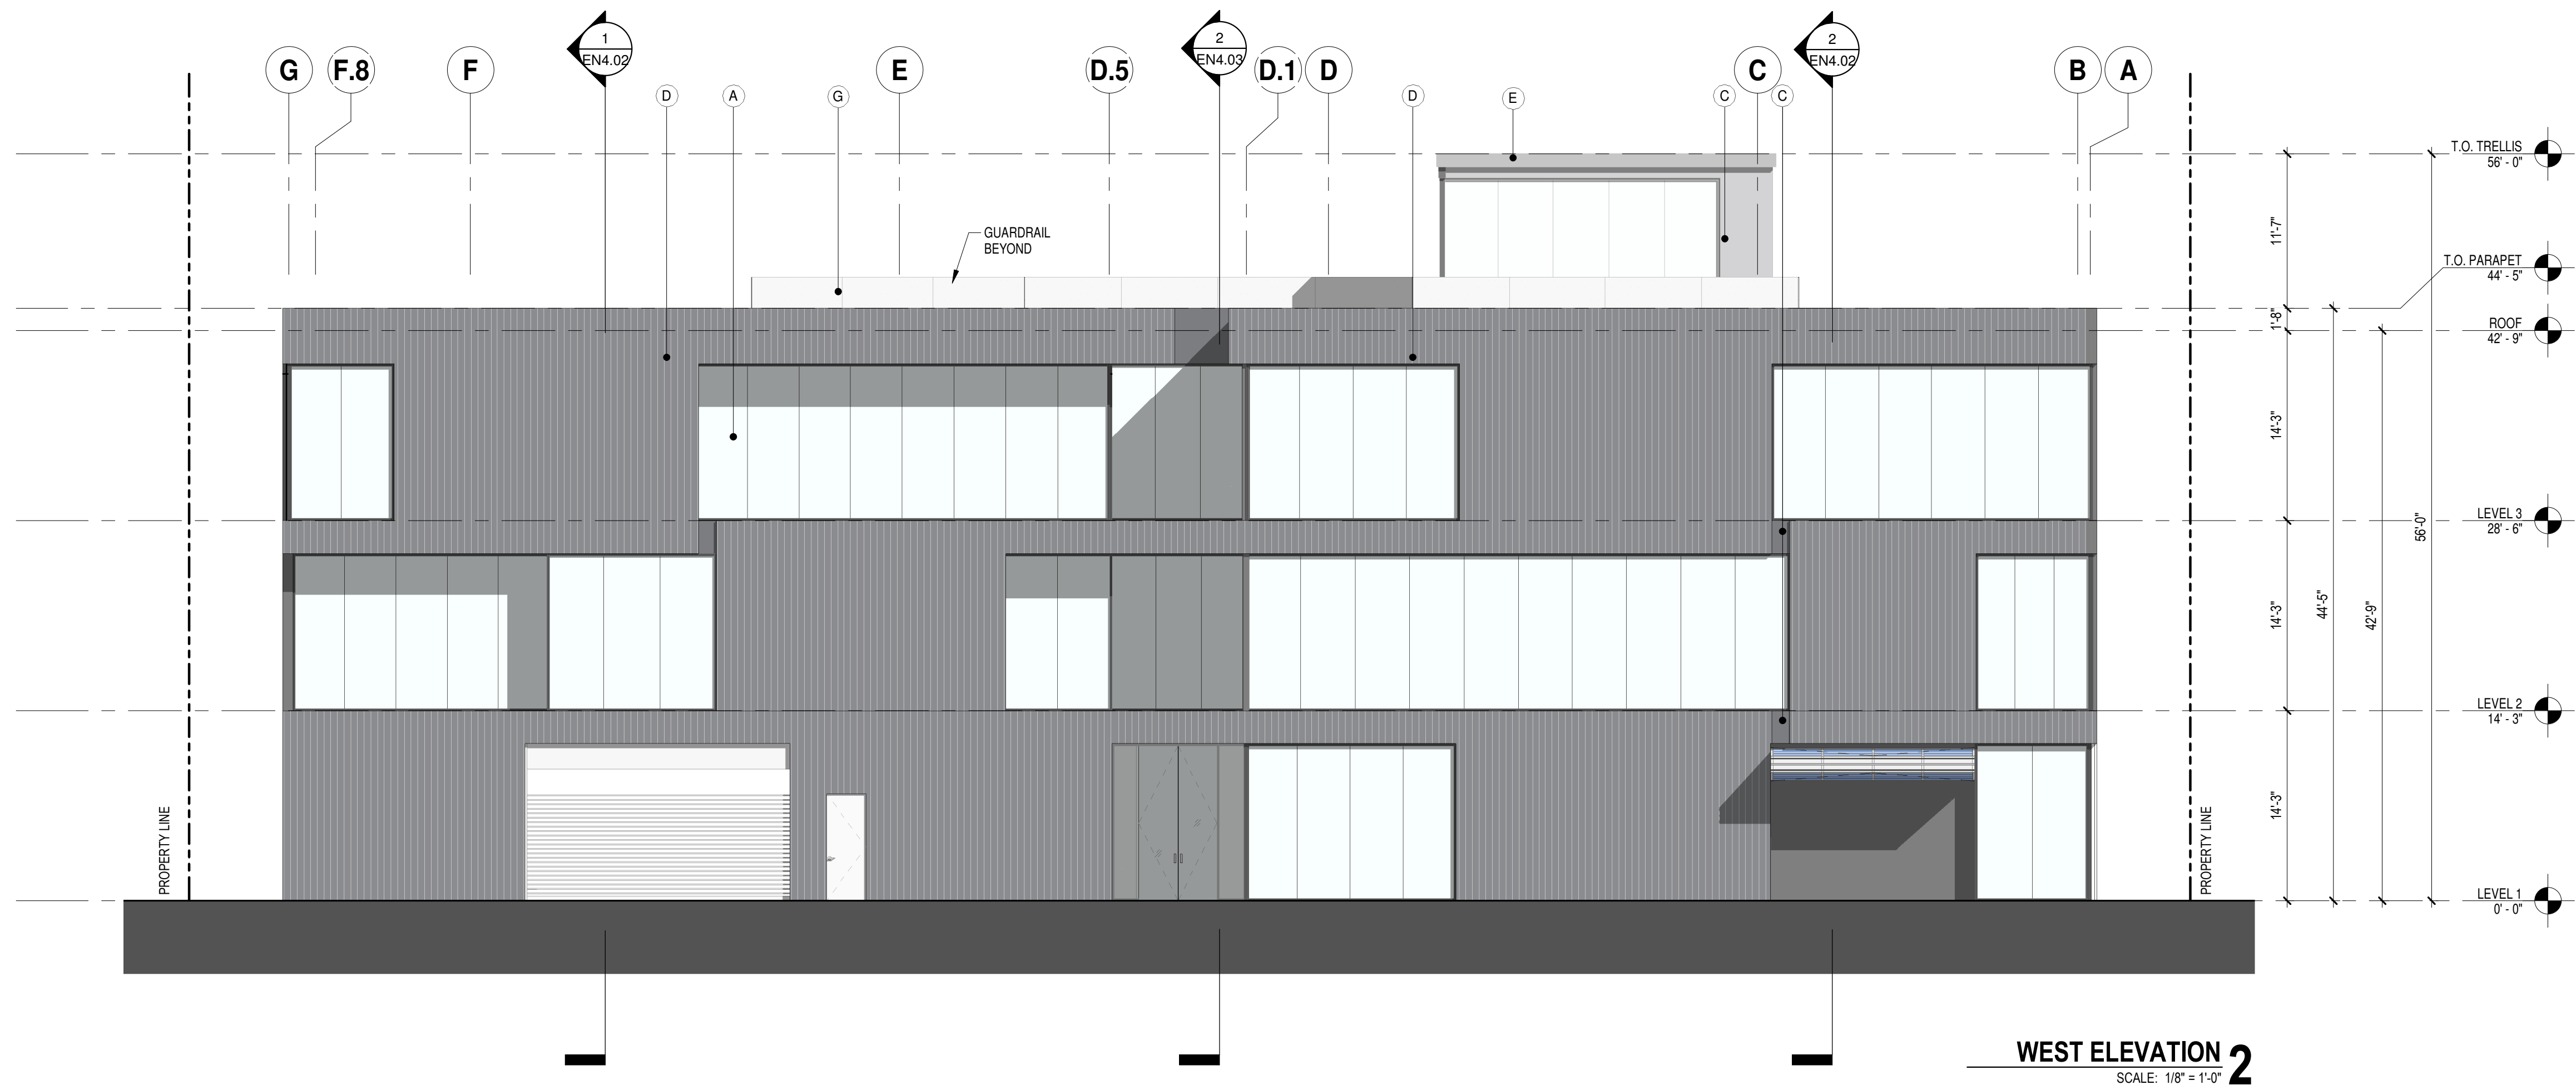 1
EN4.02
2
EN4.03
2
EN4.02
G
F.8
F
E
D.5
D.1
D
C
B
A
D
A
G
D
E
C
C
GUARDRAIL
BEYOND
T.O. TRELLIS
56' - 0"
T.O. PARAPET
44' - 5"
ROOF
42' - 9"
LEVEL 3
28' - 6"
LEVEL 2
14' - 3"
LEVEL 1
0' - 0"
11'-7"
1'-8"
14'-3"
14'-3"
14'-3"
44'-5"
42'-9"
56'-0"
PROPERTY LINE
PROPERTY LINE
WEST ELEVATION 2
SCALE: 1/8" = 1'-0"